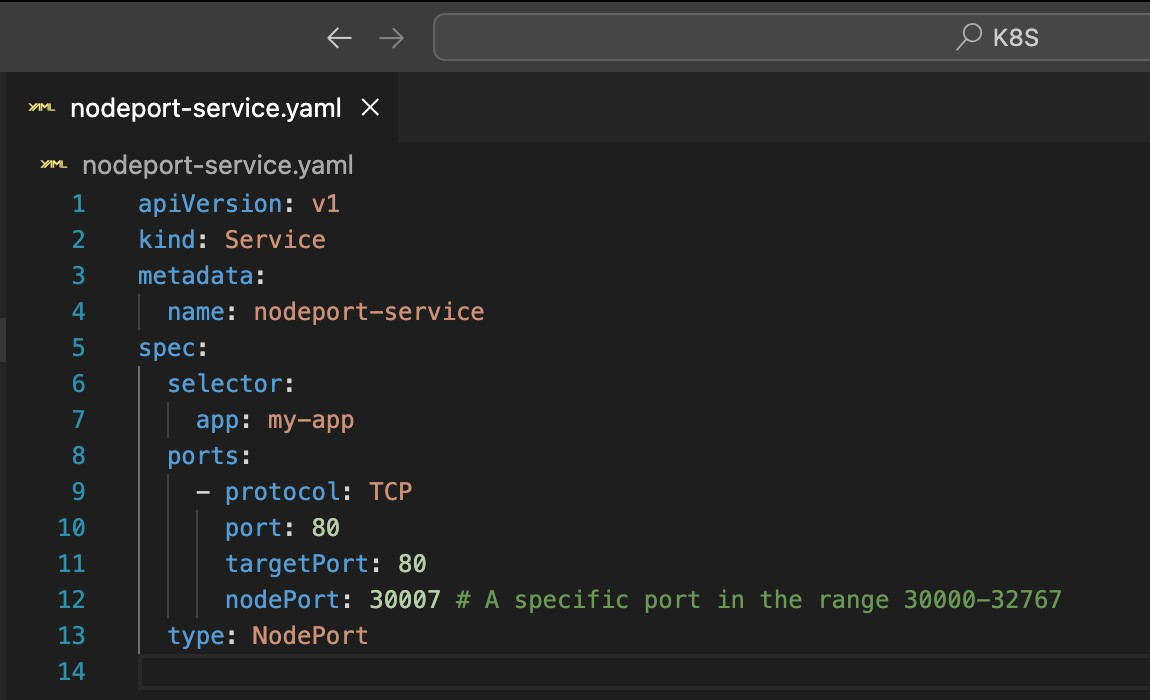 K8S
YAML nodeport-service.yaml
YAML nodeport-service.yaml
1 apiVersion: v1
2 kind: Service
3 metadata:
4   name: nodeport-service
5 spec:
6   selector:
7     app: my-app
8   ports:
9     - protocol: TCP
10       port: 80
11       targetPort: 80
12       nodePort: 30007 # A specific port in the range 30000-32767
13   type: NodePort
14